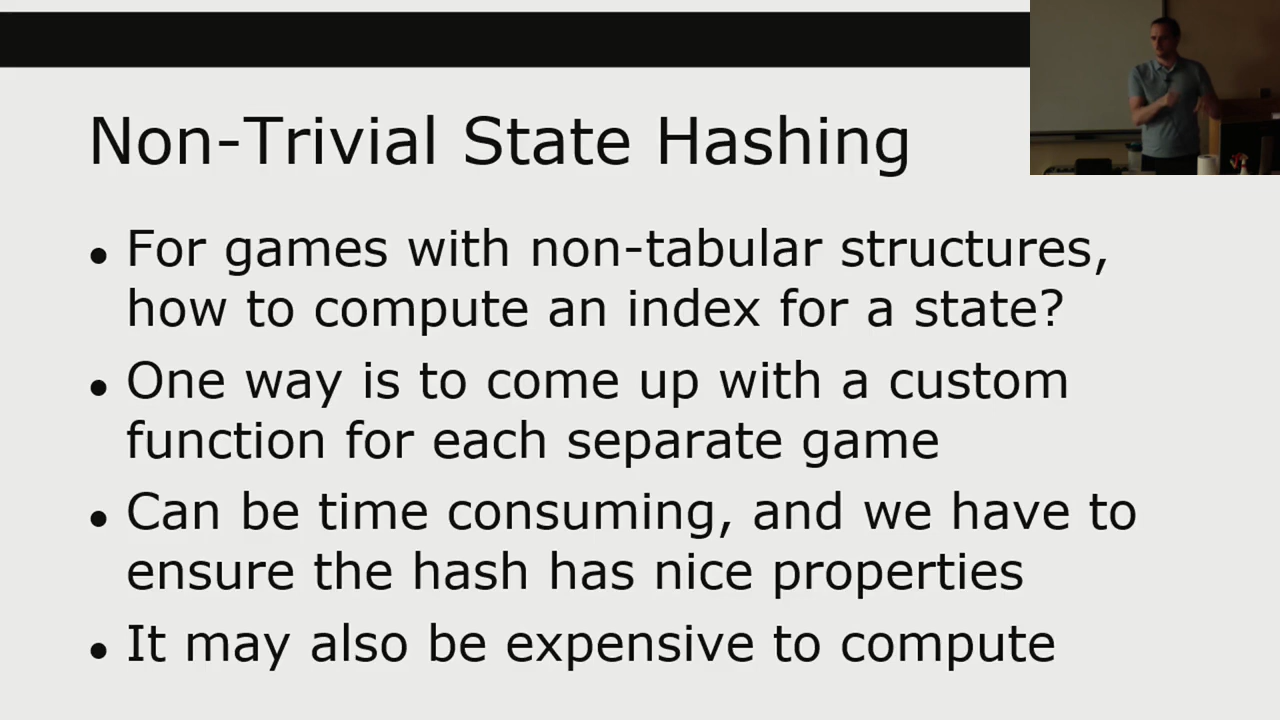 Non-Trivial State Hashing
• For games with non-tabular structures,
how to compute an index for a state?
• One way is to come up with a custom
function for each separate game
• Can be time consuming, and we have to
ensure the hash has nice properties
• It may also be expensive to compute